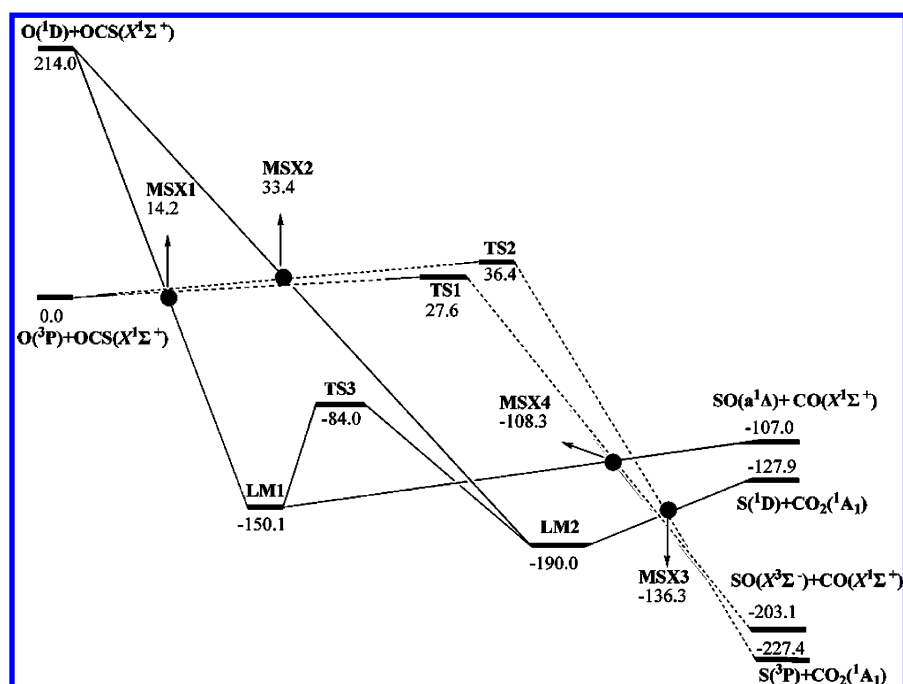 O(¹D)+OCS(X¹Σ⁺)
214.0
MSX1
14.2
MSX2
33.4
TS2
36.4
TS1
27.6
0.0
O(³P)+OCS(X¹Σ⁺)
TS3
-84.0
MSX4
-108.3
SO(a¹Δ)+CO(X¹Σ⁺)
-107.0
-127.9
S(¹D)+CO₂(¹A₁)
LM1
-150.1
LM2
-190.0
MSX3
-136.3
SO(X³Σ⁻)+CO(X¹Σ⁺)
-203.1
-227.4
S(³P)+CO₂(¹A₁)